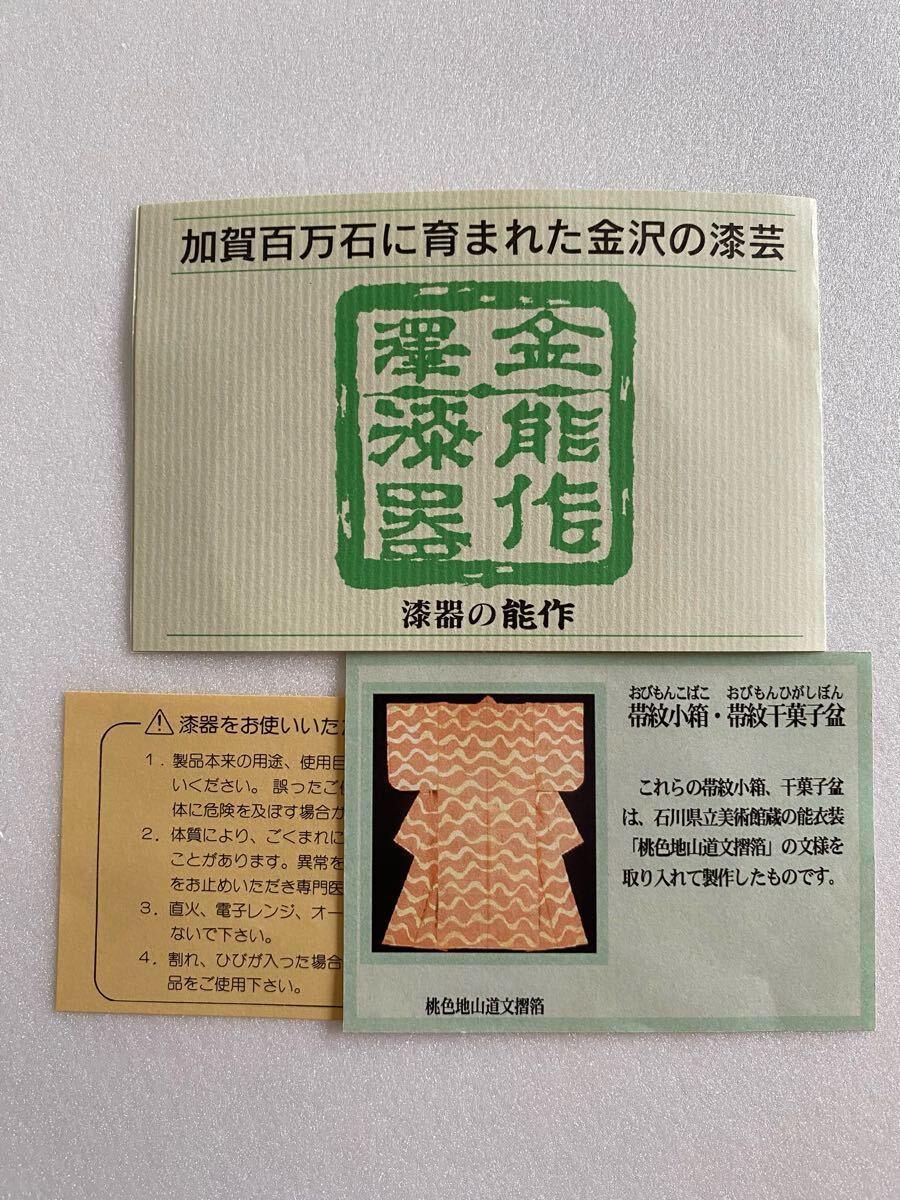 加賀百万石に育まれた金沢の漆芸
金能作
澤漆器
漆器の能作
⚠ 漆器をお使いいた
1. 製品本来の用途、使用
いください。誤ったご
体に危険を及ぼす場合
2. 体質により、ごくまれに
ことがあります。異常を
をお止めいただき専門医
3. 直火、電子レンジ、オー
ないで下さい。
4. 割れ、ひびが入った場合
品をご使用下さい。
おびもんこばこ おびもんひがしぼん
帯紋小箱・帯紋干菓子盆
これらの帯紋小箱、干菓子盆
は、石川県立美術館蔵の能衣装
「桃色地山道文摺箔」の文様を
取り入れて製作したものです。
桃色地山道文摺箔